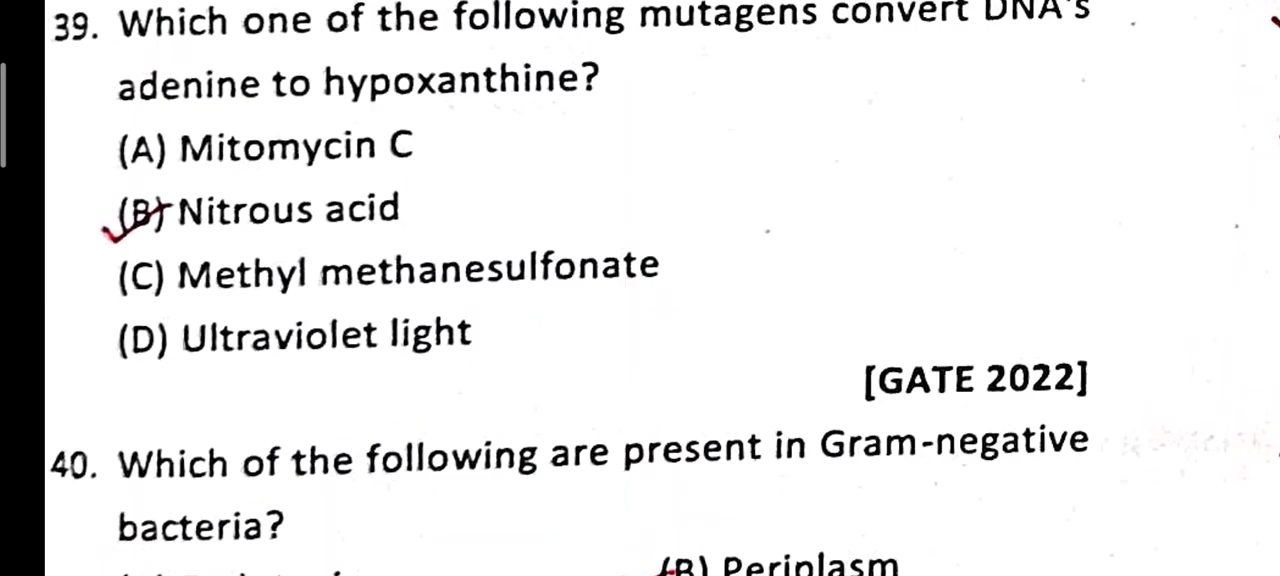 39. Which one of the following mutagens convert DNA's
adenine to hypoxanthine?
(A) Mitomycin C
(B) Nitrous acid
(C) Methyl methanesulfonate
(D) Ultraviolet light
[GATE 2022]
40. Which of the following are present in Gram-negative
bacteria?
(B) Periplasm